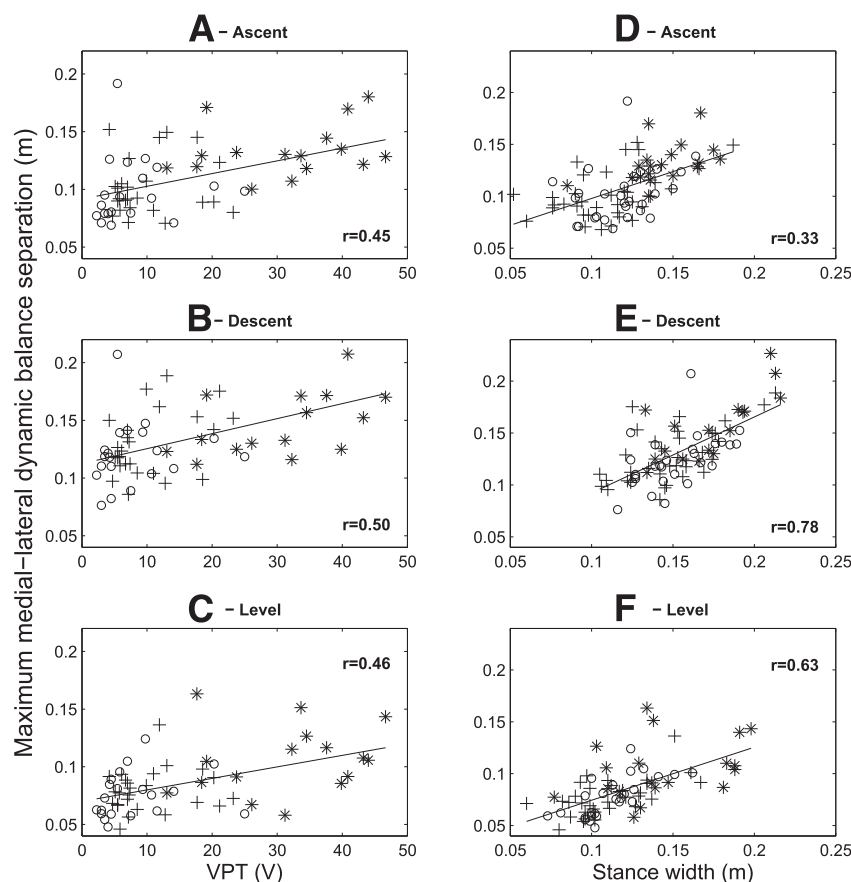 Maximum medial–lateral dynamic balance separation (m)
A – Ascent
0.2
0.15
0.1
0.05
0 10 20 30 40 50
r=0.45
B – Descent
0.2
0.15
0.1
0.05
0 10 20 30 40 50
r=0.50
C – Level
0.2
0.15
0.1
0.05
0 10 20 30 40 50
r=0.46
VPT (V)
D – Ascent
0.2
0.15
0.1
0.05
0.05 0.1 0.15 0.2 0.25
r=0.33
E – Descent
0.2
0.15
0.1
0.05
0.05 0.1 0.15 0.2 0.25
r=0.78
F – Level
0.2
0.15
0.1
0.05
0.05 0.1 0.15 0.2 0.25
r=0.63
Stance width (m)